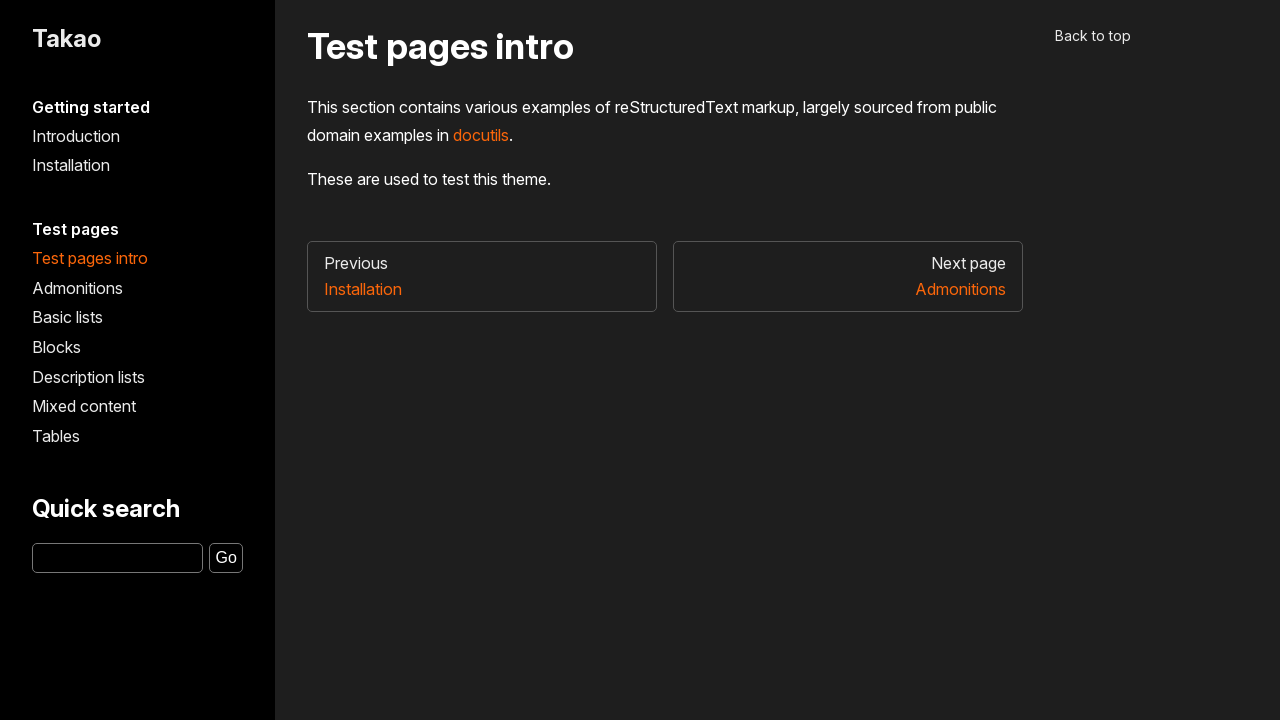 Takao
Getting started
Introduction
Installation
Test pages
Test pages intro
Admonitions
Basic lists
Blocks
Description lists
Mixed content
Tables
Quick search
Go
Test pages intro
This section contains various examples of reStructuredText markup, largely sourced from public
domain examples in docutils.
These are used to test this theme.
Previous
Installation
Next page
Admonitions
Back to top